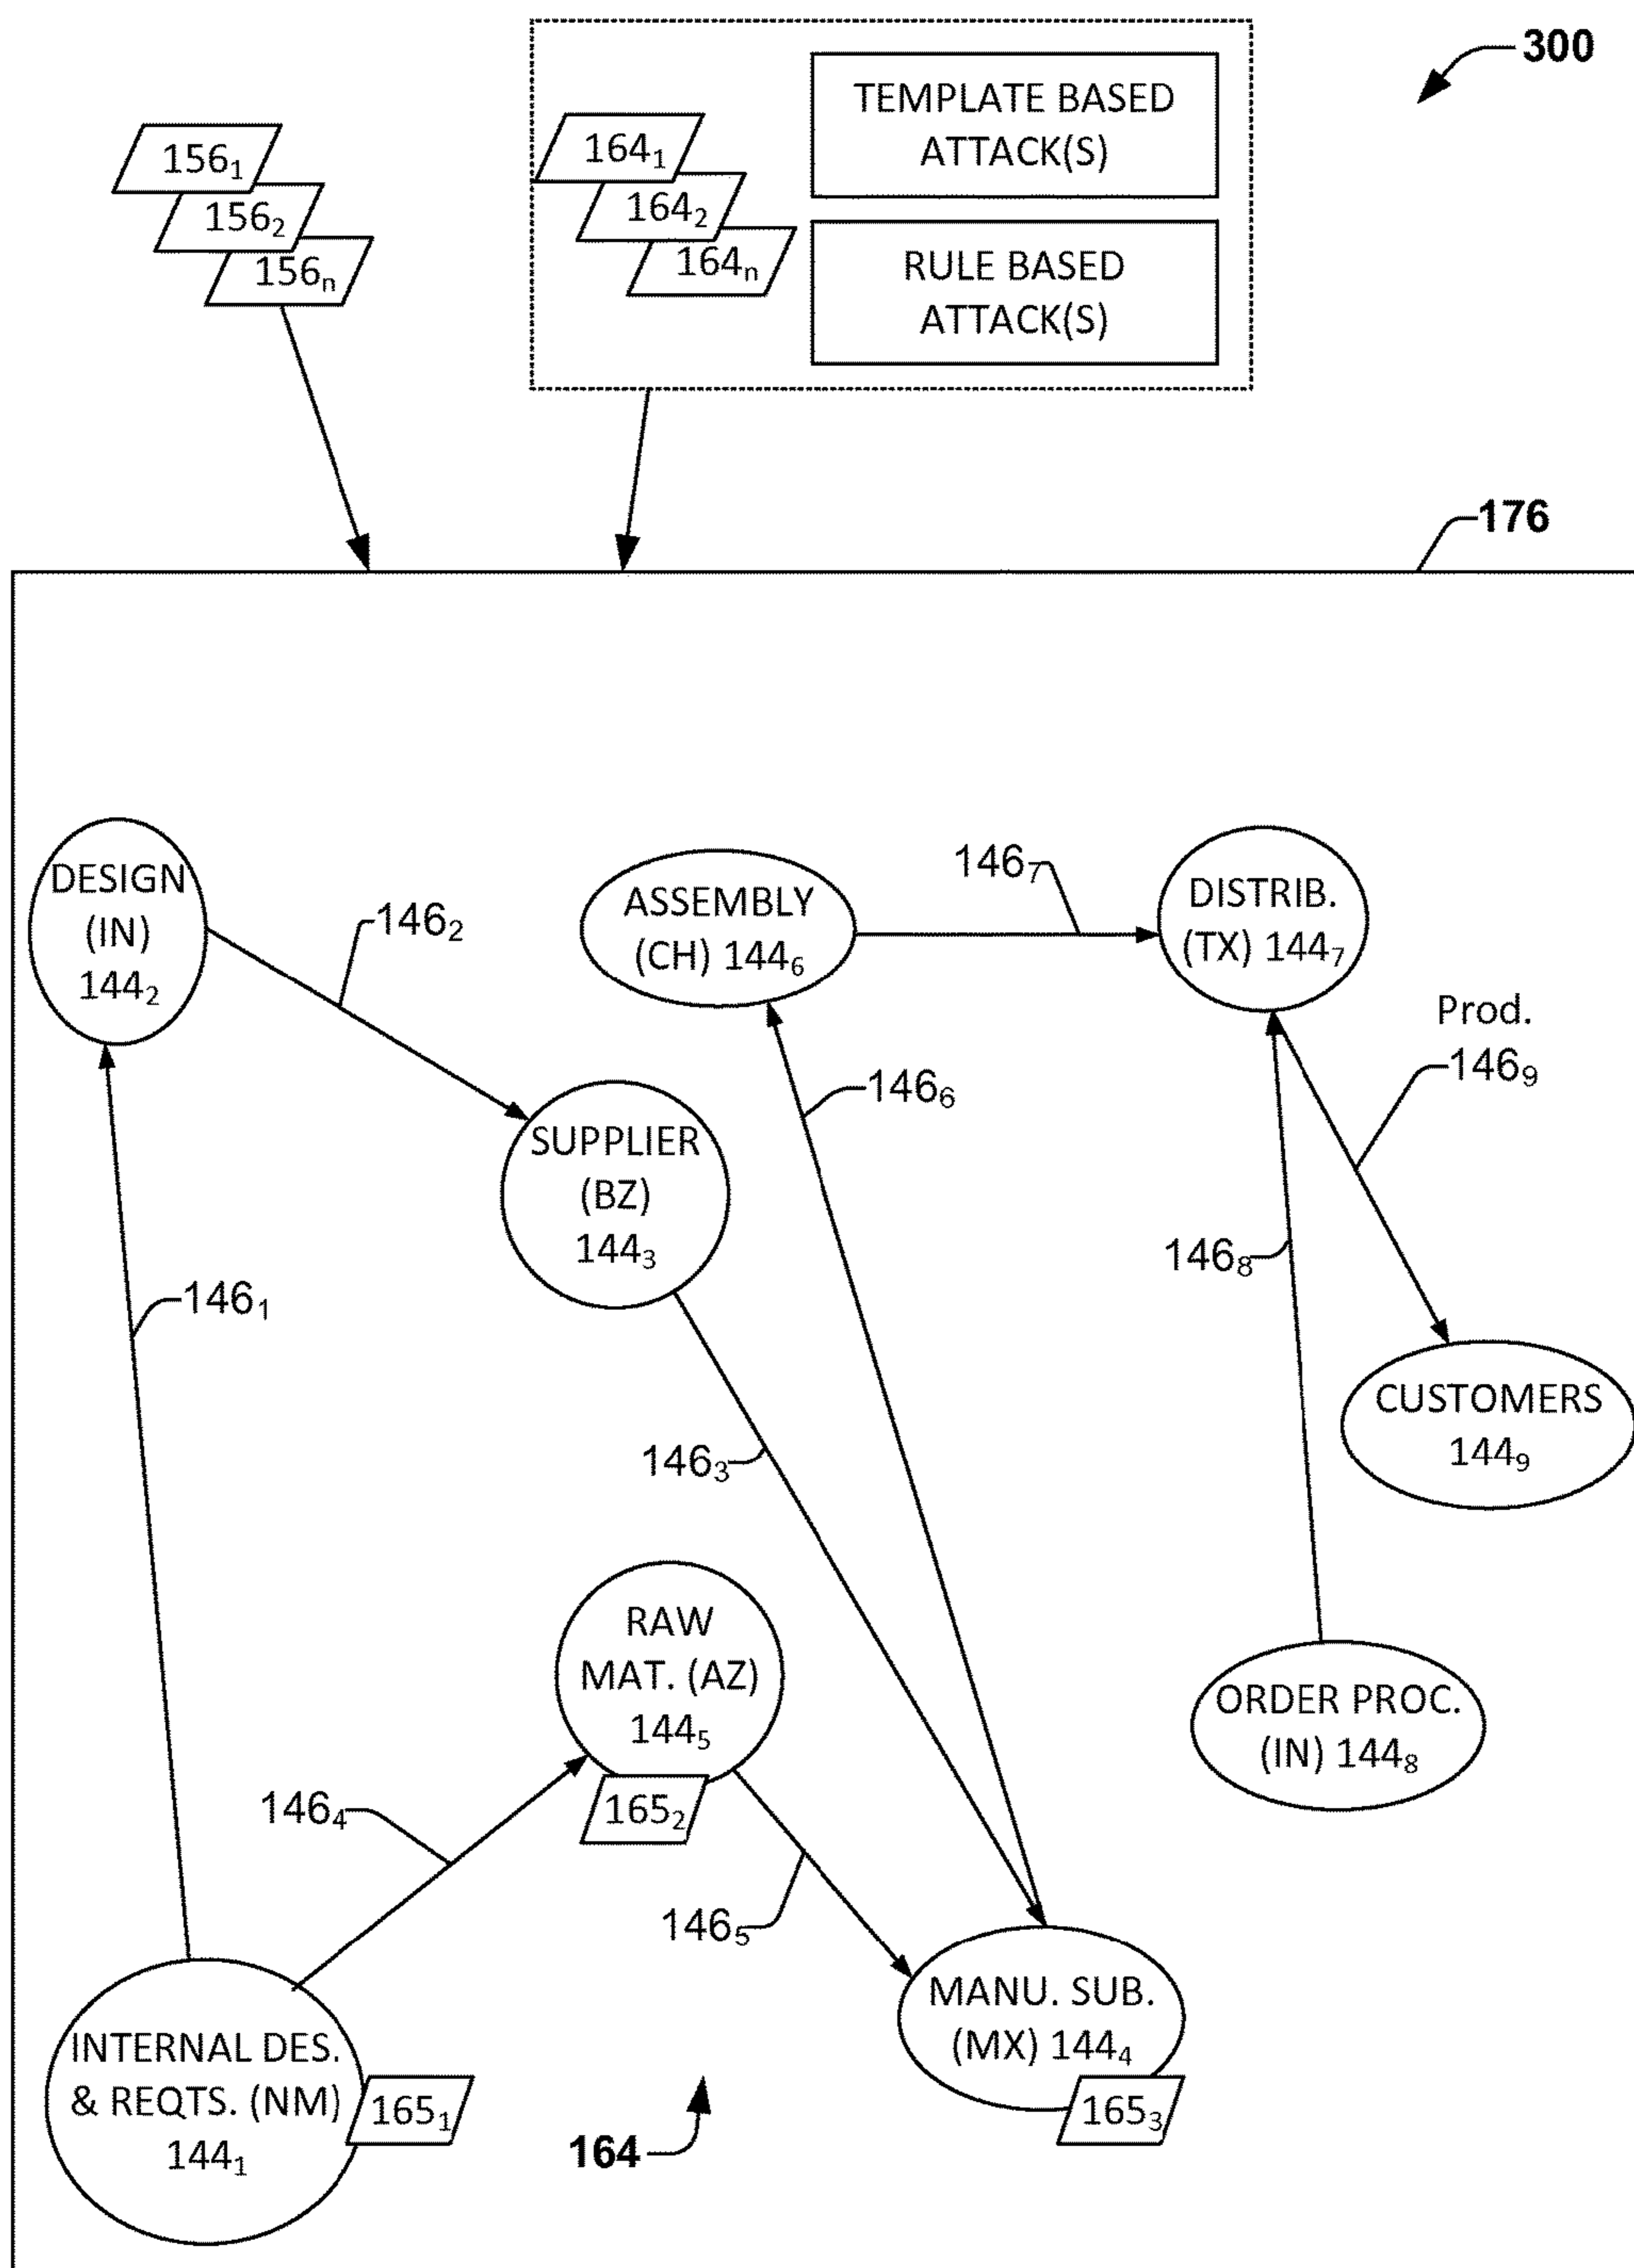 300
TEMPLATE BASED
ATTACK(S)
156₁
164₁
156₂
164₂
156ₙ
164ₙ
RULE BASED
ATTACK(S)
176
DESIGN
(IN)
144₂
146₂
ASSEMBLY
(CH) 144₆
146₇
DISTRIB.
(TX) 144₇
Prod.
146₉
146₆
SUPPLIER
(BZ)
144₃
146₈
146₁
CUSTOMERS
144₉
146₃
RAW
MAT. (AZ)
144₅
165₂
ORDER PROC.
(IN) 144₈
146₄
146₅
MANU. SUB.
(MX) 144₄
165₃
INTERNAL DES.
& REQTS. (NM)
144₁
165₁
164